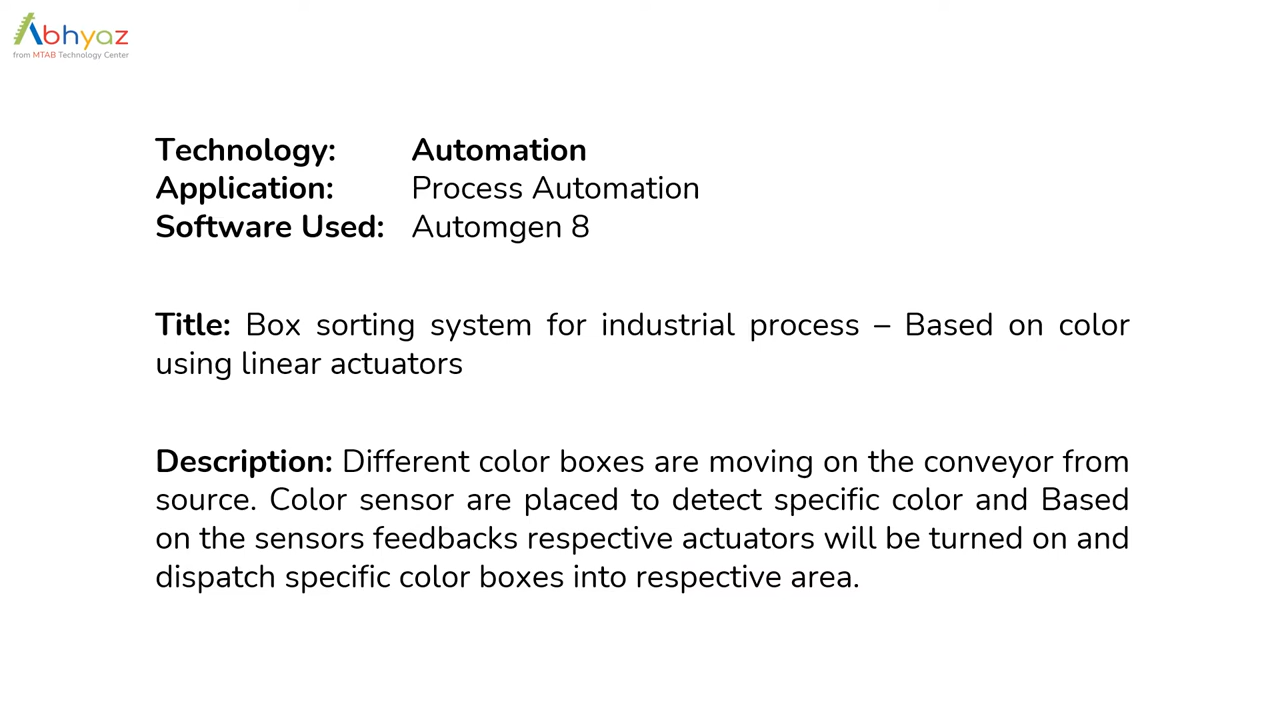 Abhyaz
from MTAB Technology Center
Technology: Automation
Application: Process Automation
Software Used: Automgen 8
Title: Box sorting system for industrial process – Based on color
using linear actuators
Description: Different color boxes are moving on the conveyor from
source. Color sensor are placed to detect specific color and Based
on the sensors feedbacks respective actuators will be turned on and
dispatch specific color boxes into respective area.